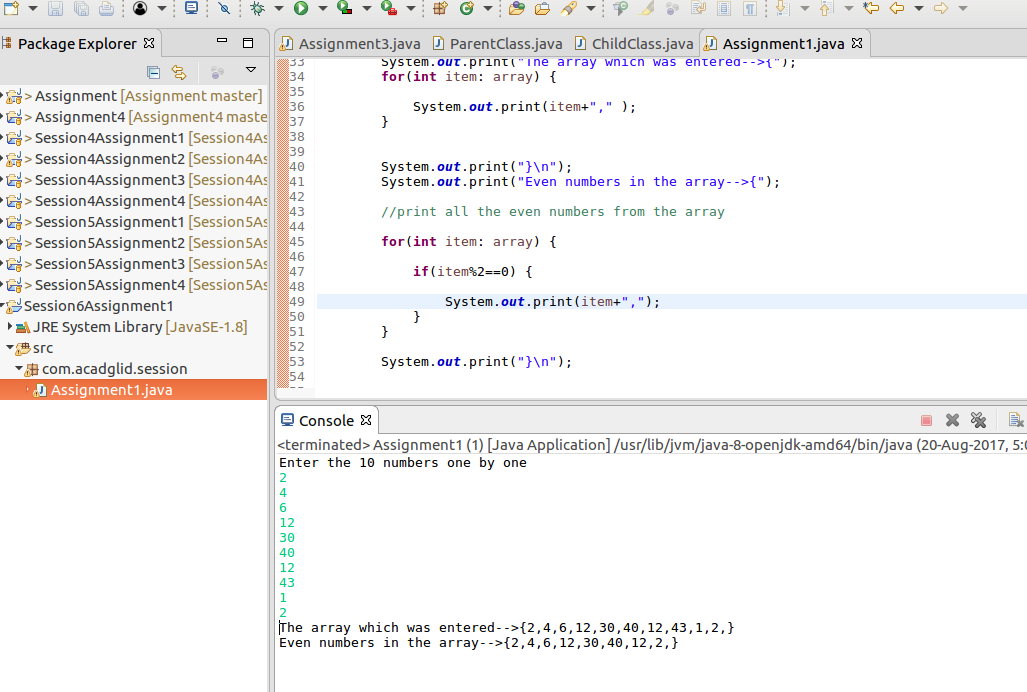 Package Explorer
> Assignment [Assignment master]
> Assignment4 [Assignment4 maste
> Session4Assignment1 [Session4As
> Session4Assignment2 [Session4As
> Session4Assignment3 [Session4As
> Session4Assignment4 [Session4As
> Session5Assignment1 [Session5As
> Session5Assignment2 [Session5As
> Session5Assignment3 [Session5As
> Session5Assignment4 [Session5As
Session6Assignment1
JRE System Library [JavaSE-1.8]
src
com.acadglid.session
Assignment1.java
Assignment3.java ParentClass.java ChildClass.java Assignment1.java
33 System.out.print("The array which was entered-->{");
34 for(int item: array) {
35
36 System.out.print(item+"," );
37 }
38
39
40 System.out.print("}\n");
41 System.out.print("Even numbers in the array-->{");
42
43 //print all the even numbers from the array
44
45 for(int item: array) {
46
47 if(item%2==0) {
48
49 System.out.print(item+",");
50 }
51 }
52
53 System.out.print("}\n");
54
Console
<terminated> Assignment1 (1) [Java Application] /usr/lib/jvm/java-8-openjdk-amd64/bin/java (20-Aug-2017, 5:0
Enter the 10 numbers one by one
2
4
6
12
30
40
12
43
1
2
The array which was entered-->{2,4,6,12,30,40,12,43,1,2,}
Even numbers in the array-->{2,4,6,12,30,40,12,2,}